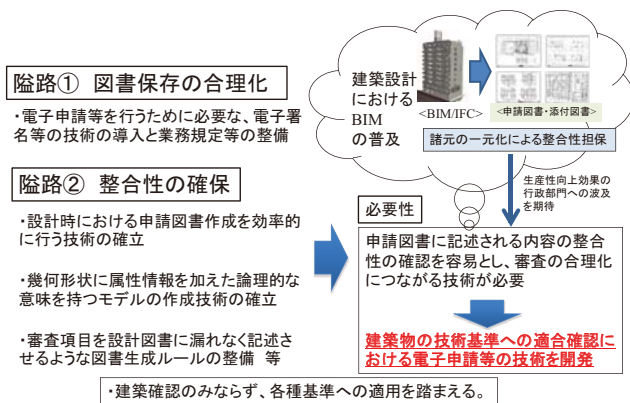 隘路① 図書保存の合理化
・電子申請等を行うために必要な、電子署
名等の技術の導入と業務規定等の整備
隘路② 整合性の確保
・設計時における申請図書作成を効率的
に行う技術の確立
・幾何形状に属性情報を加えた論理的な
意味を持つモデルの作成技術の確立
・審査項目を設計図書に漏れなく記述さ
せるような図書生成ルールの整備 等
建築設計
における
BIM
の普及
<BIM/IFC>
<申請図書・添付図書>
諸元の一元化による整合性担保
生産性向上効果の
行政部門への波及
を期待
必要性
申請図書に記述される内容の整合
性の確認を容易とし、審査の合理化
につながる技術が必要
建築物の技術基準への適合確認に
おける電子申請等の技術を開発
・建築確認のみならず、各種基準への適用を踏まえる。